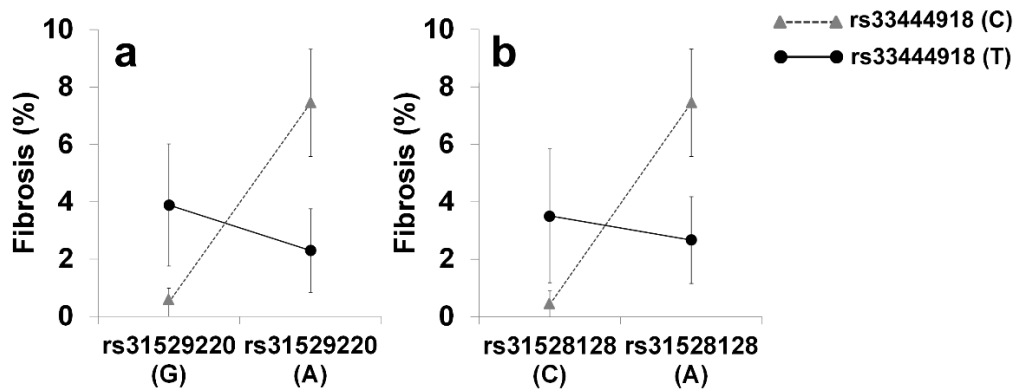 rs33444918 (C)
rs33444918 (T)
a
Fibrosis (%)
10
8
6
4
2
0
rs31529220 rs31529220
(G) (A)
b
Fibrosis (%)
10
8
6
4
2
0
rs31528128 rs31528128
(C) (A)